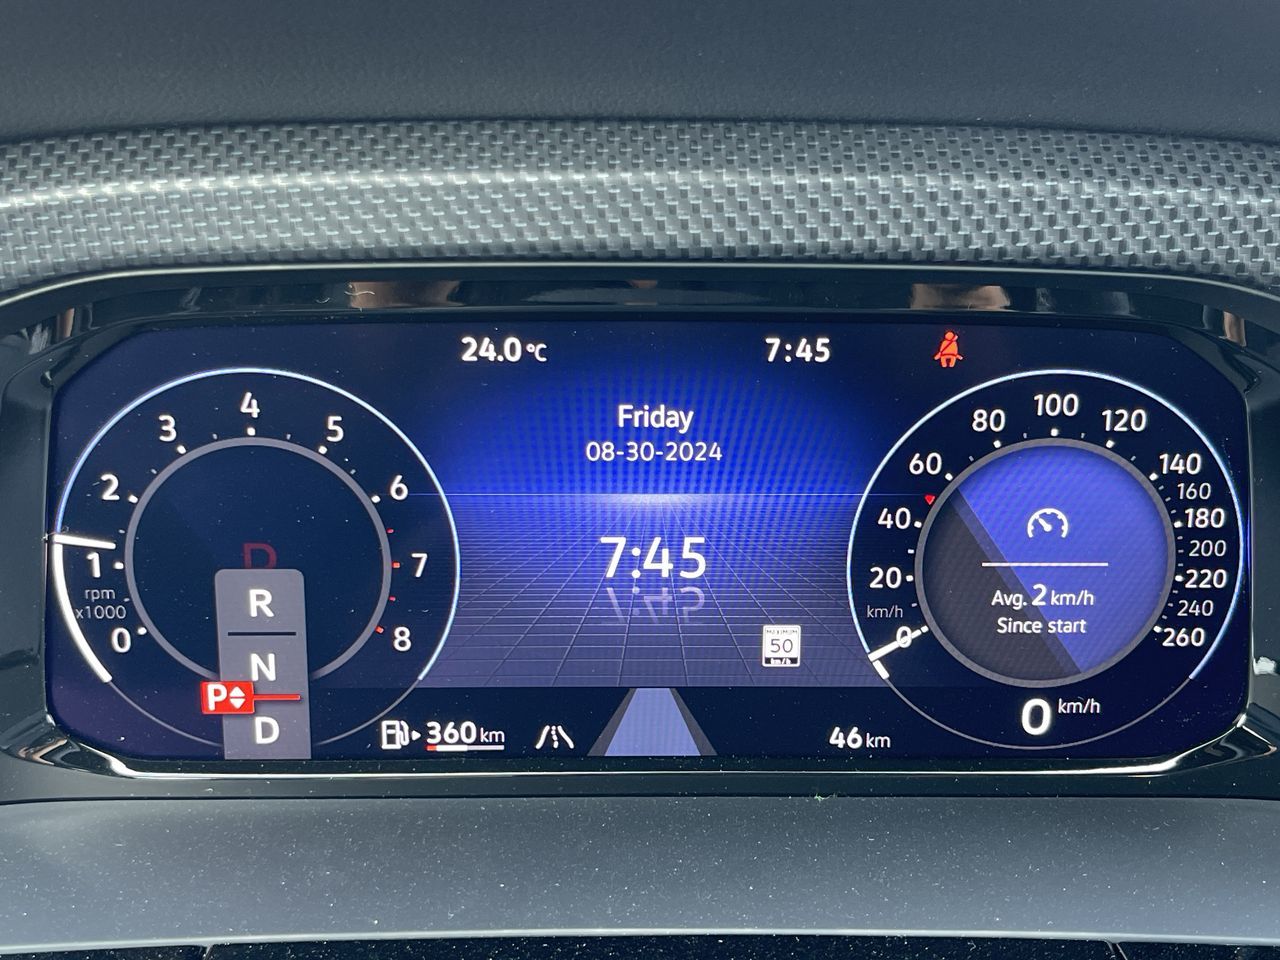 24.0 °C
7:45
Friday
08-30-2024
7:45
MAXIMUM
50
km/h
0
1
2
3
4
5
6
7
8
rpm
x1000
D
R
N
P
D
360 km
46 km
0
20
40
60
80
100
120
140
160
180
200
220
240
260
km/h
Avg. 2 km/h
Since start
0 km/h